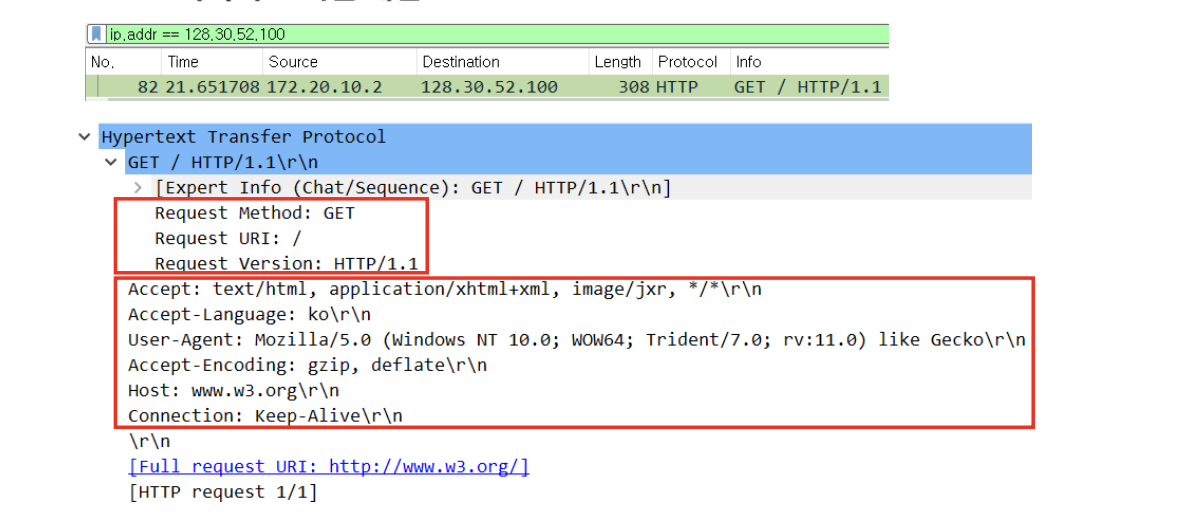 ip.addr == 128.30.52.100
No. Time Source Destination Length Protocol Info
82 21.651708 172.20.10.2 128.30.52.100 308 HTTP GET / HTTP/1.1
Hypertext Transfer Protocol
GET / HTTP/1.1\r\n
[Expert Info (Chat/Sequence): GET / HTTP/1.1\r\n]
Request Method: GET
Request URI: /
Request Version: HTTP/1.1
Accept: text/html, application/xhtml+xml, image/jxr, */*\r\n
Accept-Language: ko\r\n
User-Agent: Mozilla/5.0 (Windows NT 10.0; WOW64; Trident/7.0; rv:11.0) like Gecko\r\n
Accept-Encoding: gzip, deflate\r\n
Host: www.w3.org\r\n
Connection: Keep-Alive\r\n
\r\n
[Full request URI: http://www.w3.org/]
[HTTP request 1/1]